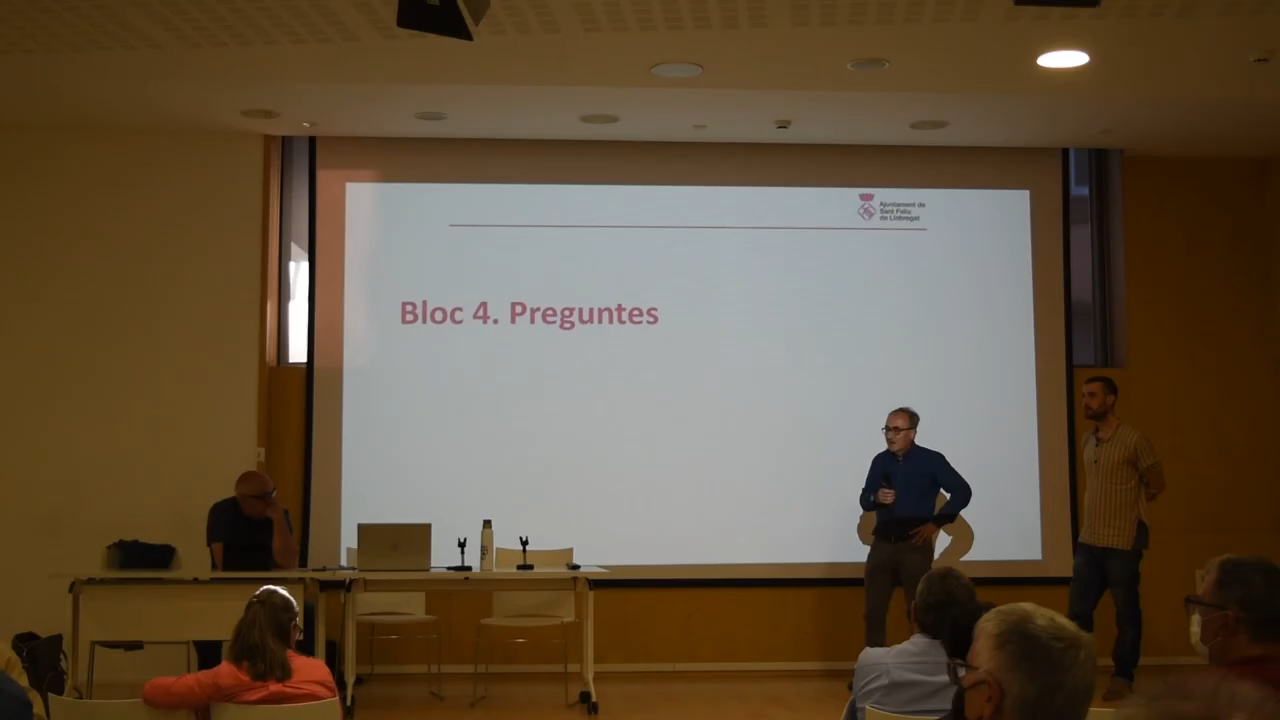 Ajuntament de
Sant Feliu
de Llobregat
Bloc 4. Preguntes